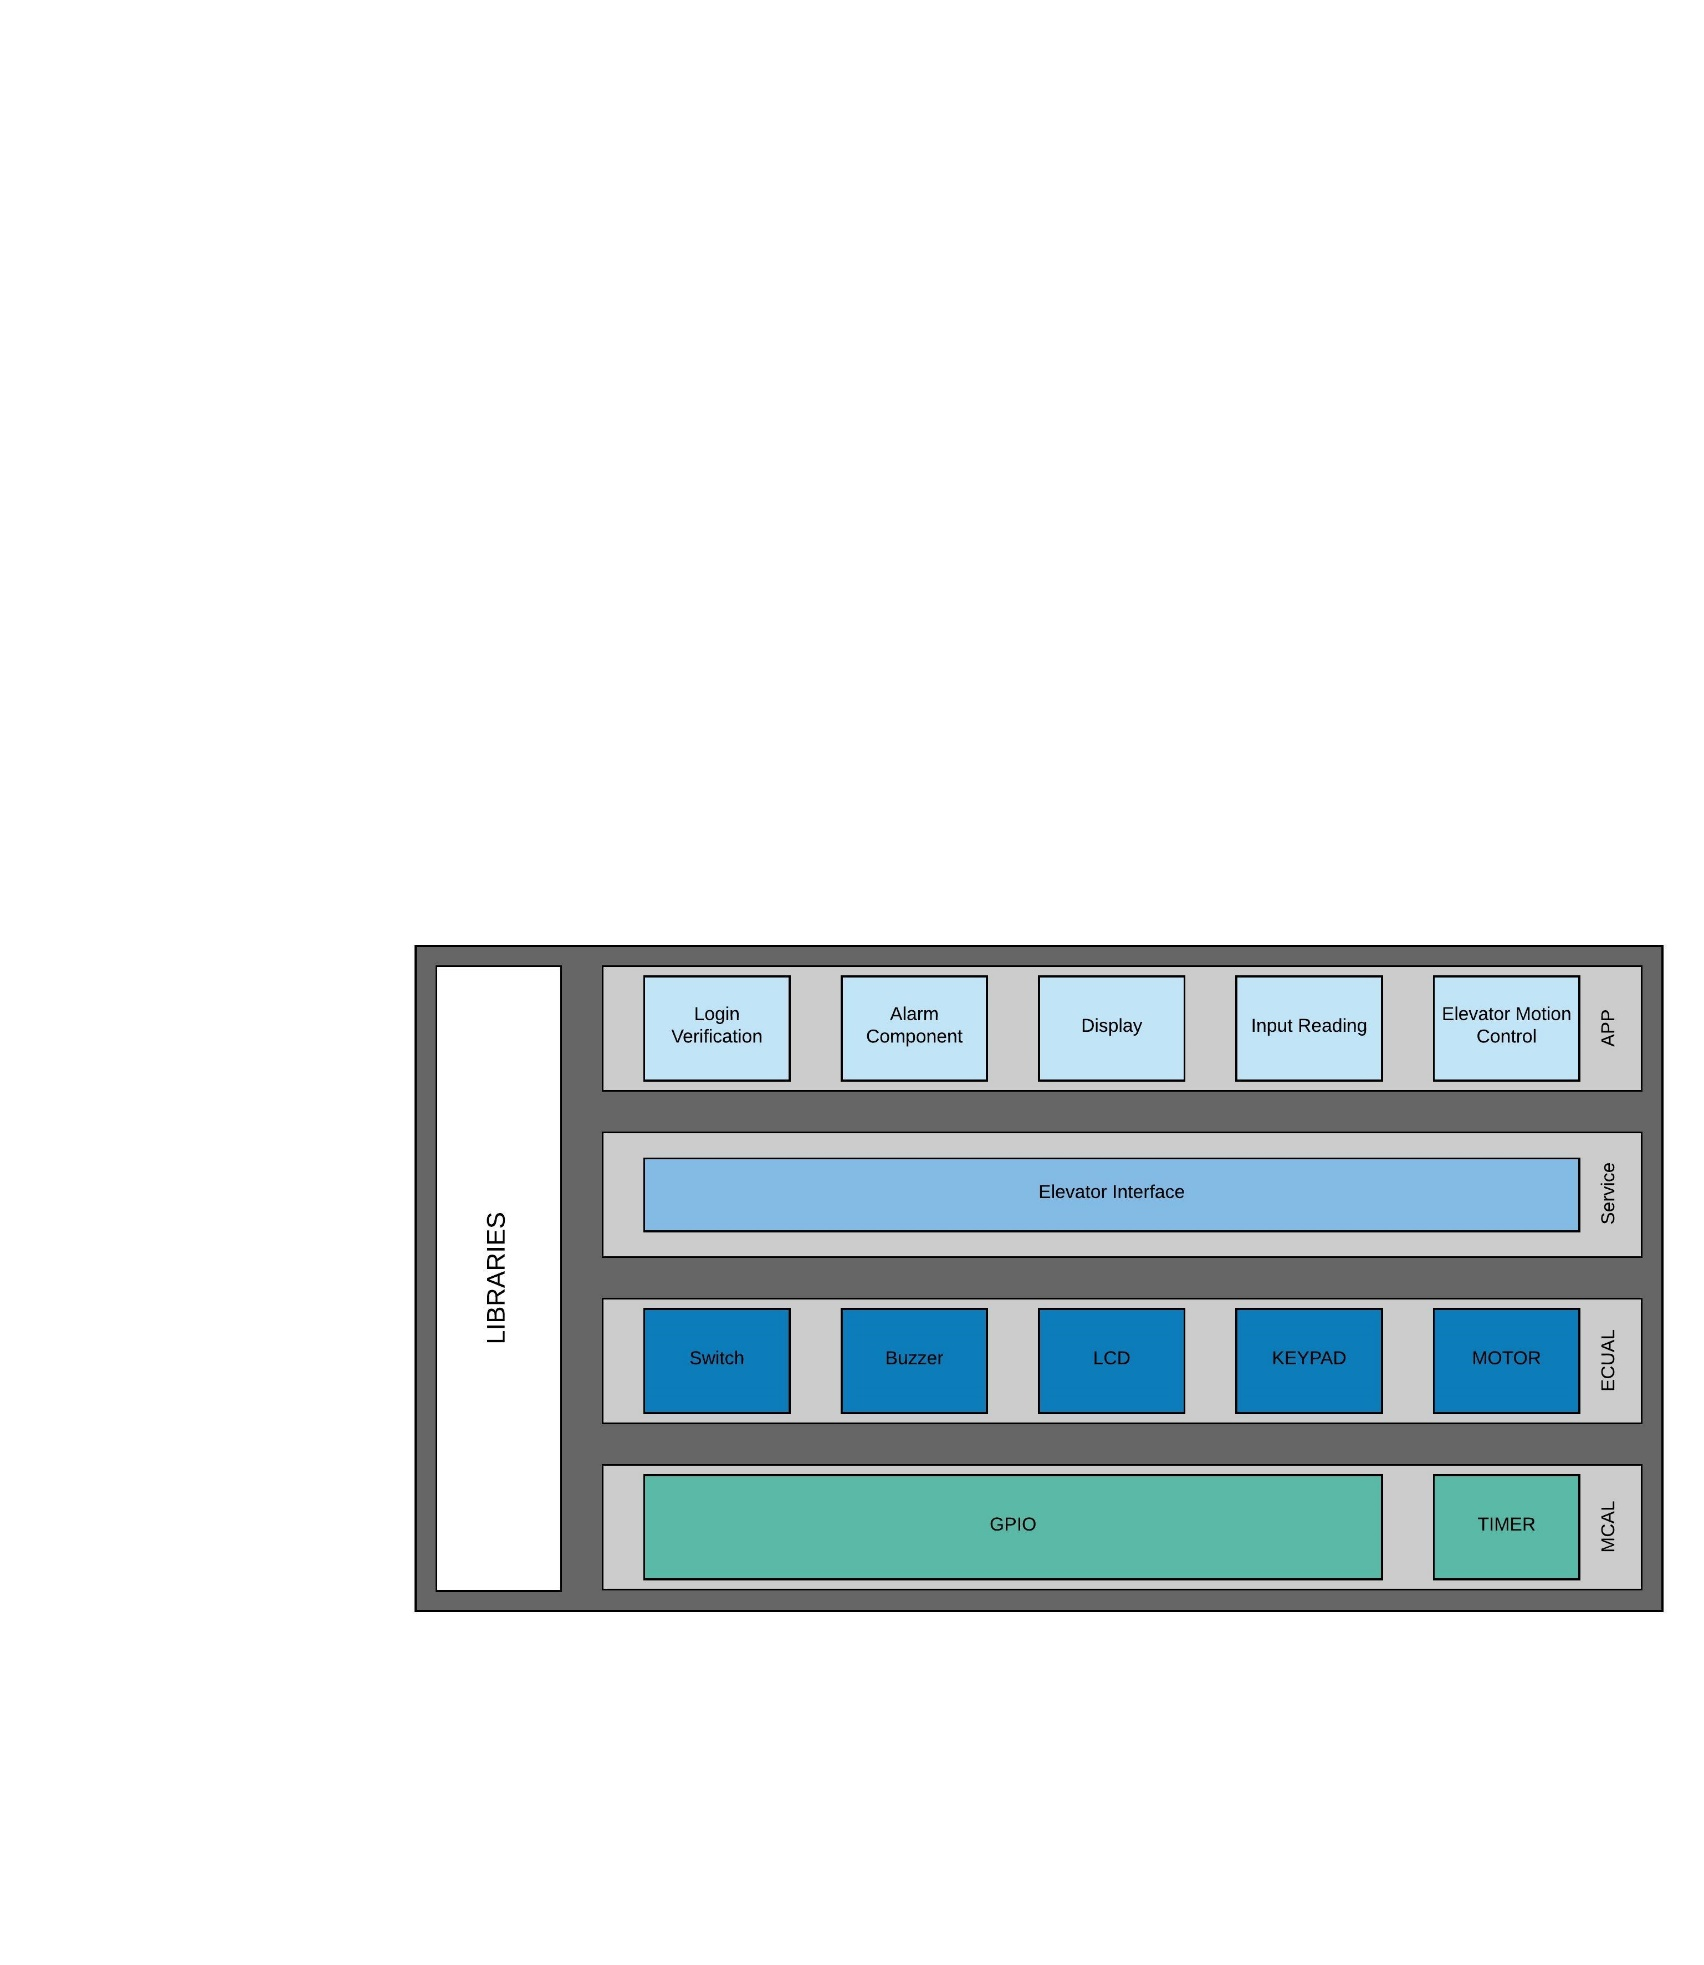 LIBRARIES
Login
Verification
Alarm
Component
Display
Input Reading
Elevator Motion
Control
APP
Elevator Interface
Service
Switch
Buzzer
LCD
KEYPAD
MOTOR
ECUAL
GPIO
TIMER
MCAL